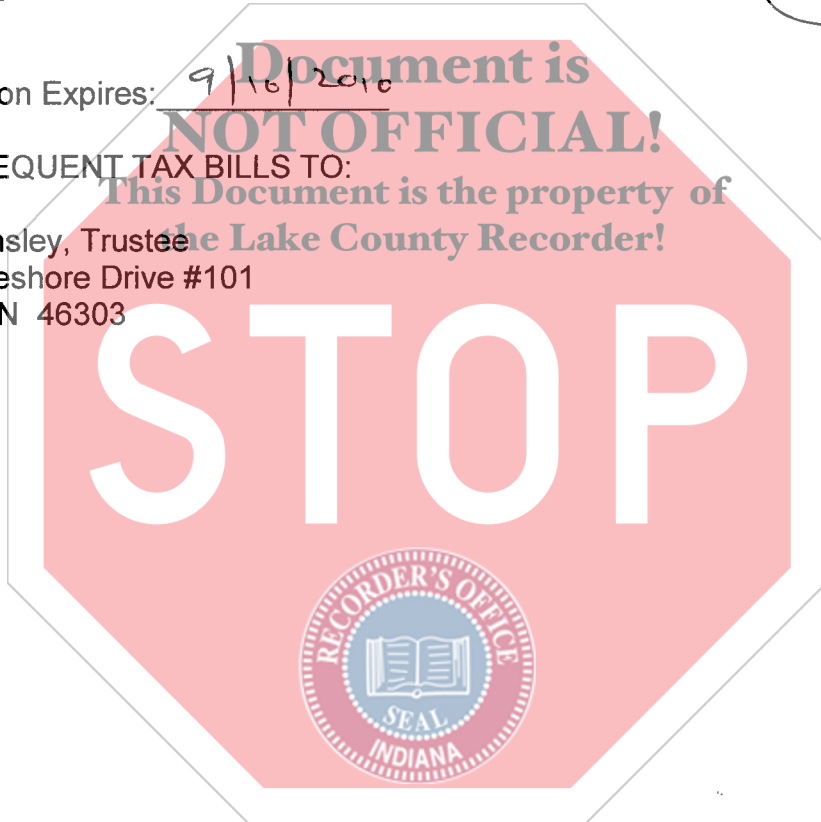 Document is
on Expires: 9/16/2010
NOT OFFICIAL!
EQUENT TAX BILLS TO:
This Document is the property of
sley, Trustee
the Lake County Recorder!
eshore Drive #101
N 46303
STOP
RECORDER'S OFFICE
SEAL
INDIANA